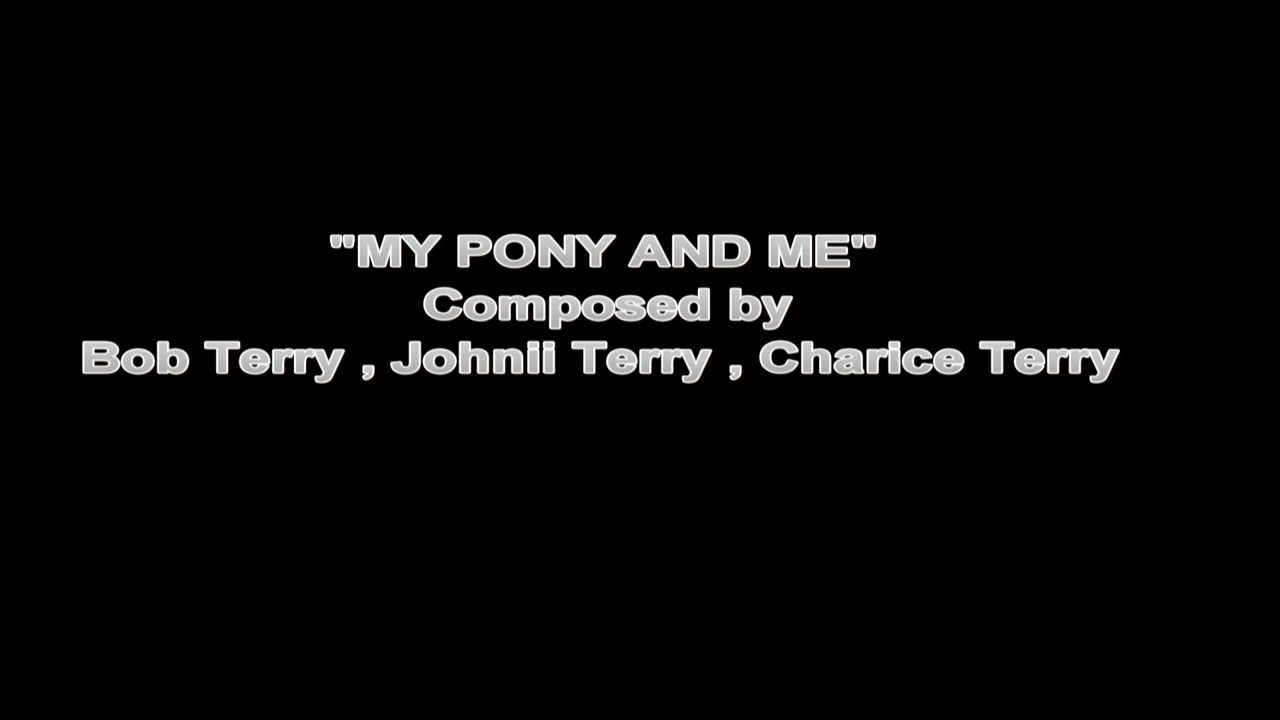 "MY PONY AND ME"
Composed by
Bob Terry , Johnii Terry , Charice Terry